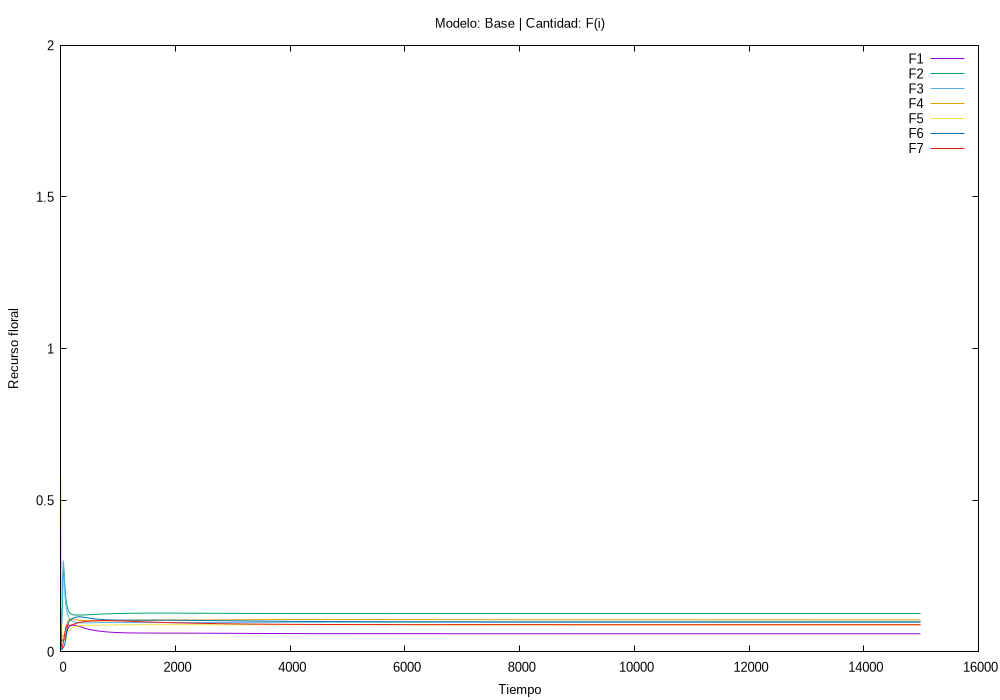 Modelo: Base | Cantidad: F(i)
2
1.5
1
0.5
0
Recurso floral
F1
F2
F3
F4
F5
F6
F7
0 2000 4000 6000 8000 10000 12000 14000 16000
Tiempo